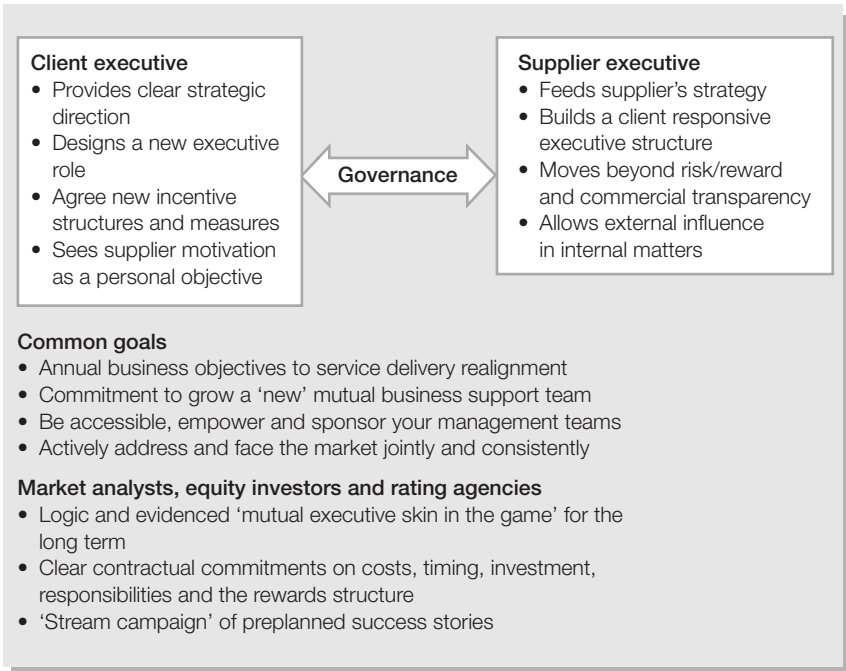 Client executive
• Provides clear strategic
direction
• Designs a new executive
role
• Agree new incentive
structures and measures
• Sees supplier motivation
as a personal objective
Governance
Supplier executive
• Feeds supplier's strategy
• Builds a client responsive
executive structure
• Moves beyond risk/reward
and commercial transparency
• Allows external influence
in internal matters
Common goals
• Annual business objectives to service delivery realignment
• Commitment to grow a ‘new’ mutual business support team
• Be accessible, empower and sponsor your management teams
• Actively address and face the market jointly and consistently
Market analysts, equity investors and rating agencies
• Logic and evidenced ‘mutual executive skin in the game’ for the
long term
• Clear contractual commitments on costs, timing, investment,
responsibilities and the rewards structure
• ‘Stream campaign’ of preplanned success stories